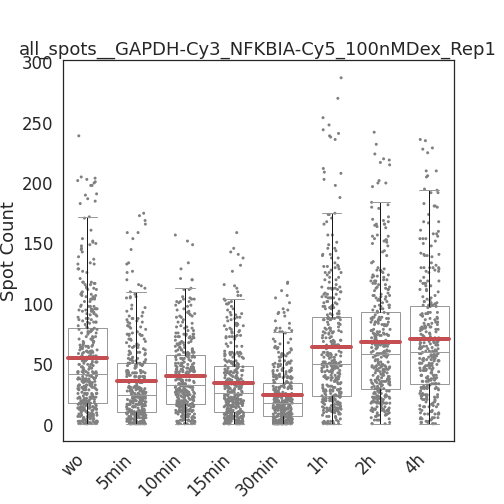 all_spots__GAPDH-Cy3_NFKBIA-Cy5_100nMDex_Rep1
300
250
200
150
100
50
0
Spot Count
wo
5min
10min
15min
30min
1h
2h
4h